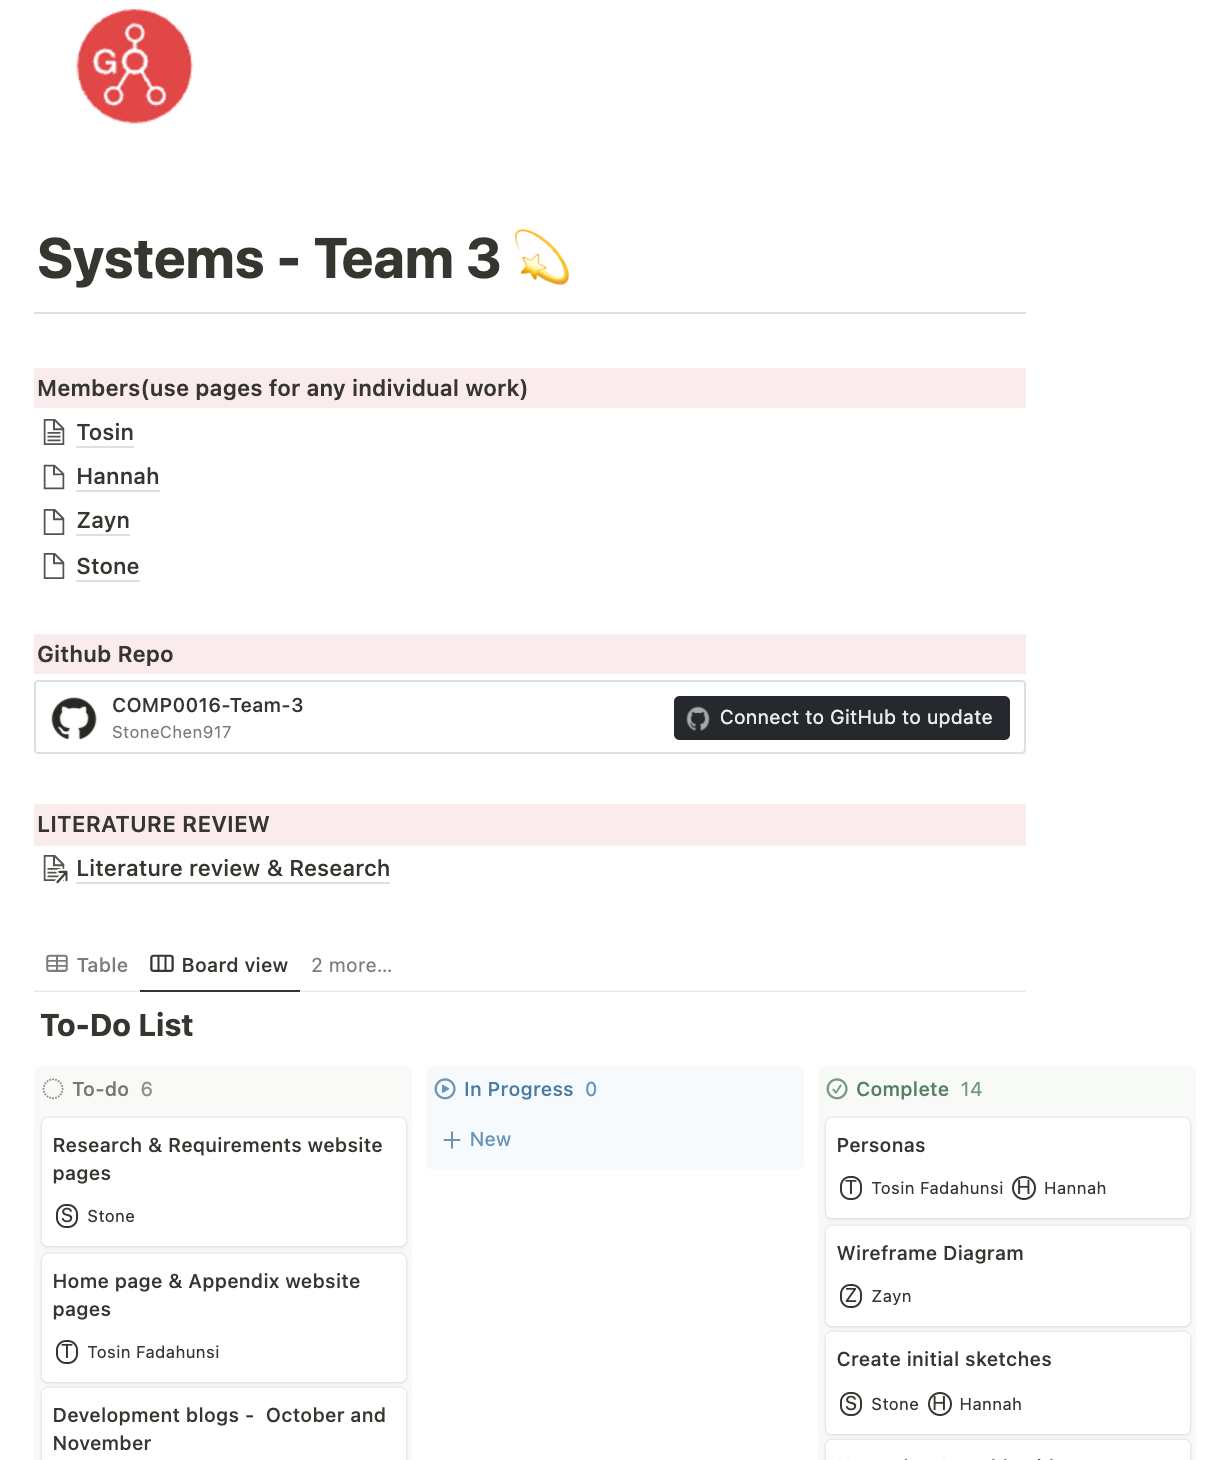 G
Systems - Team 3 💫
Members(use pages for any individual work)
Tosin
Hannah
Zayn
Stone
Github Repo
COMP0016-Team-3
StoneChen917
Connect to GitHub to update
LITERATURE REVIEW
Literature review & Research
Table Board view 2 more...
To-Do List
To-do 6
Research & Requirements website
pages
S Stone
Home page & Appendix website
pages
T Tosin Fadahunsi
Development blogs - October and
November
In Progress 0
+ New
Complete 14
Personas
T Tosin Fadahunsi H Hannah
Wireframe Diagram
Z Zayn
Create initial sketches
S Stone H Hannah